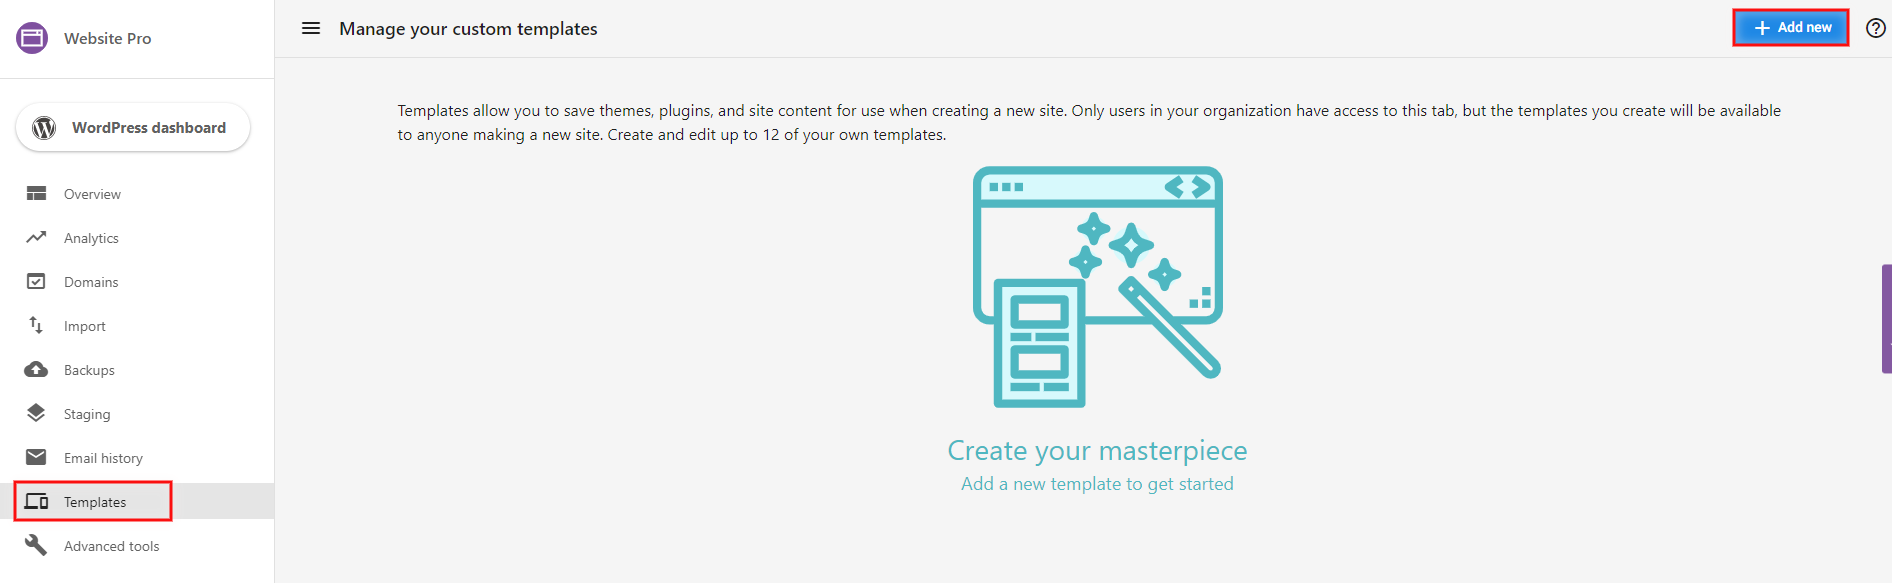 Website Pro
WordPress dashboard
Overview
Analytics
Domains
Import
Backups
Staging
Email history
Templates
Advanced tools
Manage your custom templates
Add new
Templates allow you to save themes, plugins, and site content for use when creating a new site. Only users in your organization have access to this tab, but the templates you create will be available
to anyone making a new site. Create and edit up to 12 of your own templates.
Create your masterpiece
Add a new template to get started